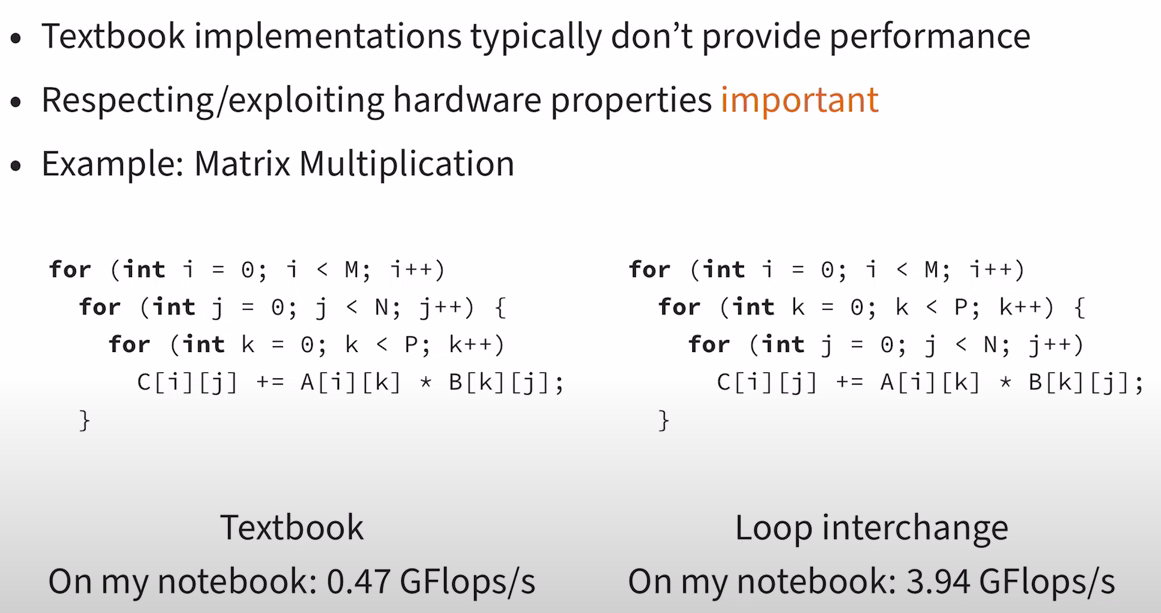 • Textbook implementations typically don’t provide performance
• Respecting/exploiting hardware properties important
• Example: Matrix Multiplication
for (int i = 0; i < M; i++)
  for (int j = 0; j < N; j++) {
    for (int k = 0; k < P; k++)
      C[i][j] += A[i][k] * B[k][j];
  }
Textbook
On my notebook: 0.47 GFlops/s
for (int i = 0; i < M; i++)
  for (int k = 0; k < P; k++) {
    for (int j = 0; j < N; j++)
      C[i][j] += A[i][k] * B[k][j];
  }
Loop interchange
On my notebook: 3.94 GFlops/s